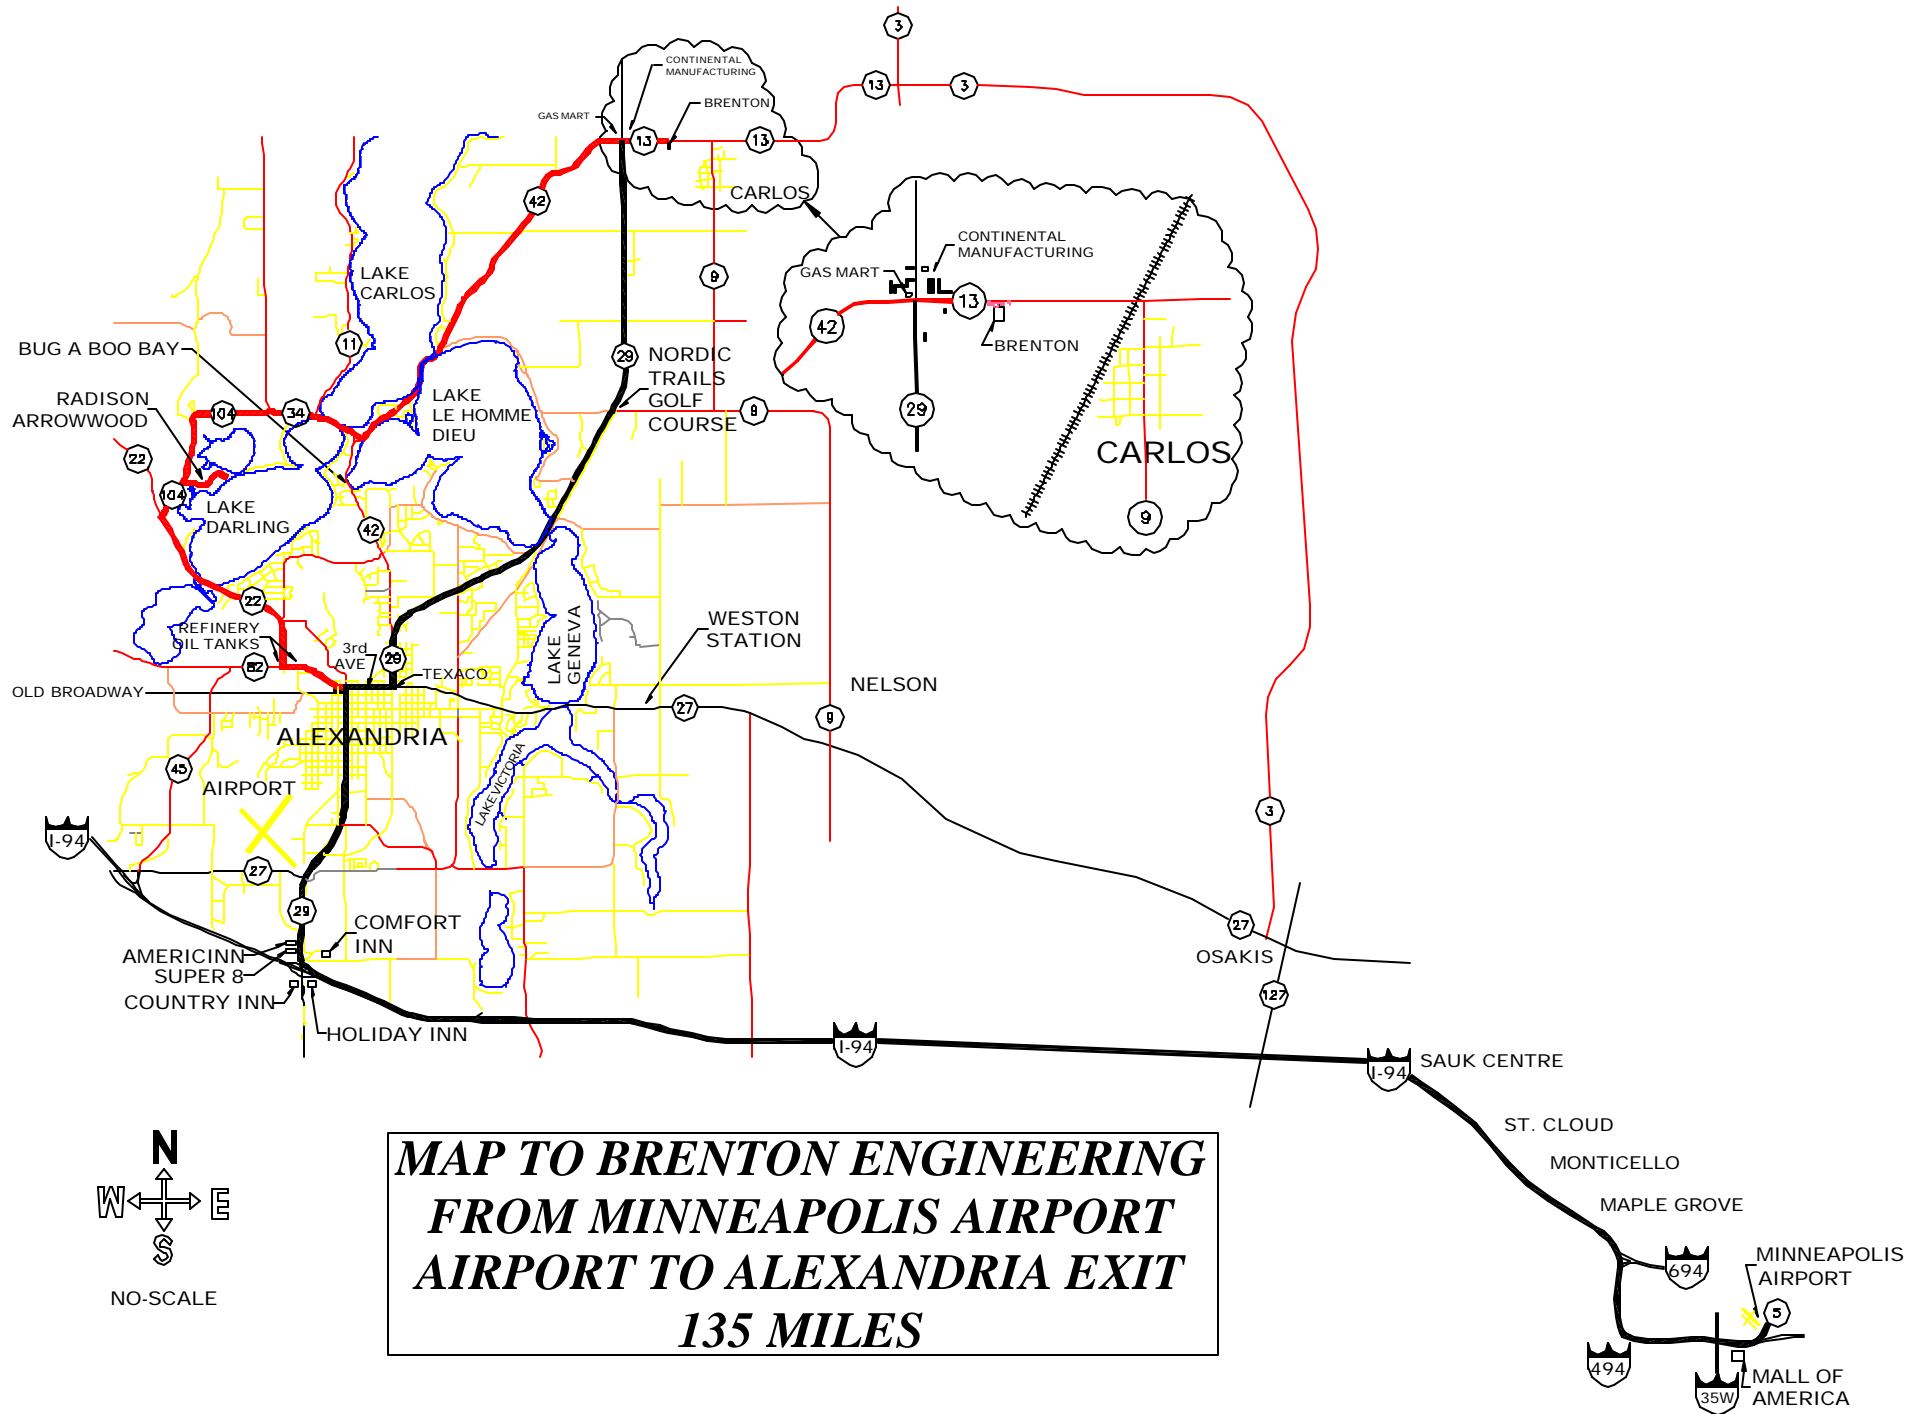 3
CONTINENTAL
MANUFACTURING
13
3
BRENTON
GAS MART
13
13
CARLOS
42
CONTINENTAL
MANUFACTURING
GAS MART
LAKE
CARLOS
9
13
42
BRENTON
BUG A BOO BAY
11
29
NORDIC
TRAILS
GOLF
COURSE
RADISON
ARROWWOOD
104
34
LAKE
LE HOMME
DIEU
9
29
CARLOS
22
104
LAKE
DARLING
42
9
22
REFINERY
OIL TANKS
3rd
AVE
29
TEXACO
82
LAKE
GENEVA
WESTON
STATION
OLD BROADWAY
27
NELSON
9
ALEXANDRIA
45
AIRPORT
LAKE VICTORIA
3
I-94
27
29
COMFORT
INN
27
AMERICINN
SUPER 8
COUNTRY INN
OSAKIS
127
HOLIDAY INN
I-94
I-94
SAUK CENTRE
ST. CLOUD
MONTICELLO
MAPLE GROVE
N
W
E
S
NO-SCALE
MAP TO BRENTON ENGINEERING
FROM MINNEAPOLIS AIRPORT
AIRPORT TO ALEXANDRIA EXIT
135 MILES
694
MINNEAPOLIS
AIRPORT
5
494
35W
MALL OF
AMERICA